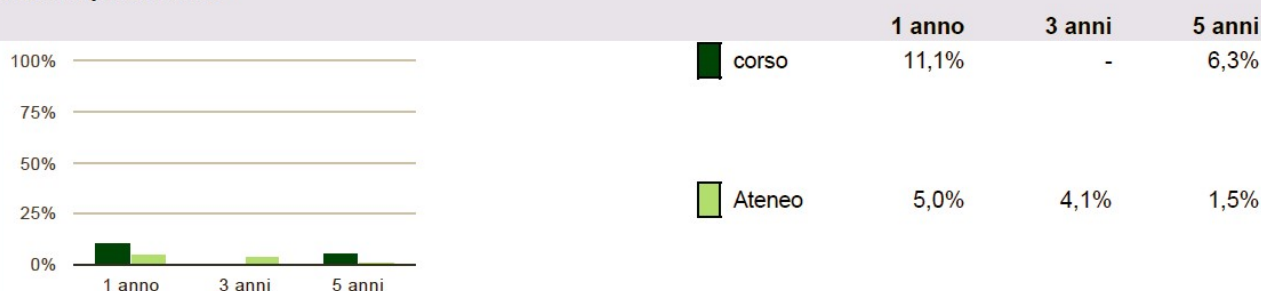 1 anno 3 anni 5 anni
100%
75%
50%
25%
0%
1 anno 3 anni 5 anni
corso 11,1% - 6,3%
Ateneo 5,0% 4,1% 1,5%